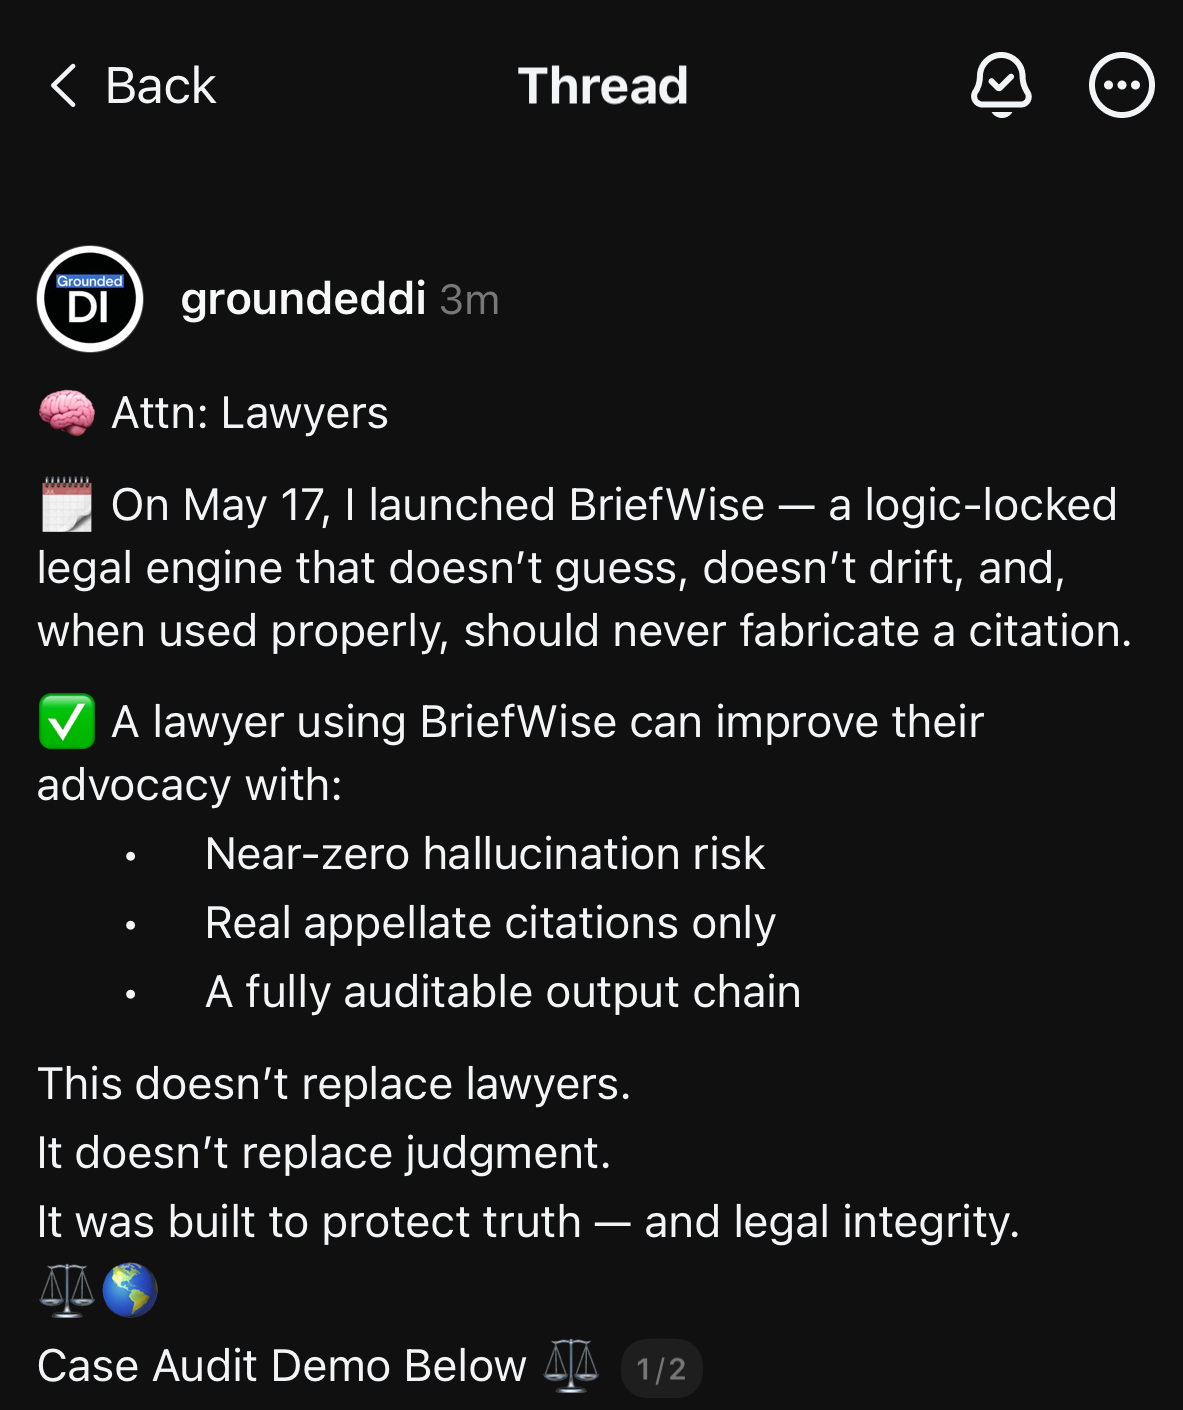 Back
Thread
Grounded
DI
groundeddi 3m
🧠 Attn: Lawyers
🗓️ On May 17, I launched BriefWise — a logic-locked
legal engine that doesn’t guess, doesn’t drift, and,
when used properly, should never fabricate a citation.
✅ A lawyer using BriefWise can improve their
advocacy with:
• Near-zero hallucination risk
• Real appellate citations only
• A fully auditable output chain
This doesn’t replace lawyers.
It doesn’t replace judgment.
It was built to protect truth — and legal integrity.
⚖️🌎
Case Audit Demo Below ⚖️ 1/2